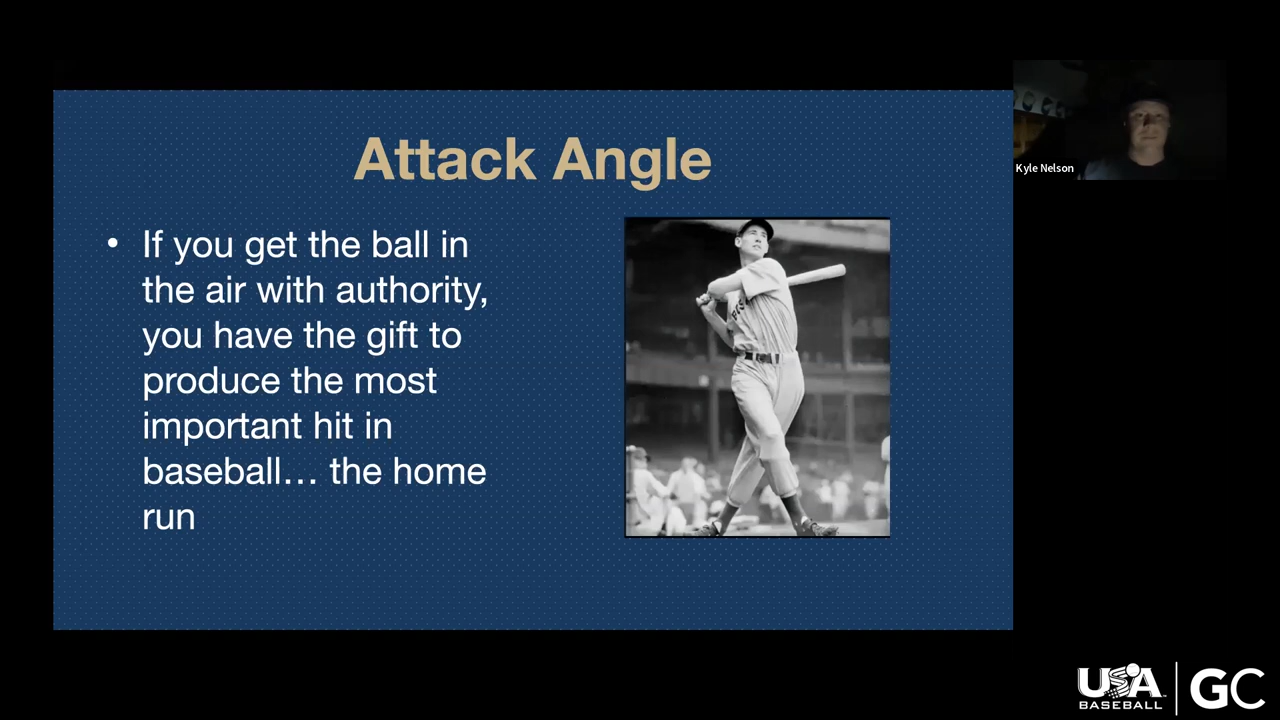 Attack Angle
• If you get the ball in
the air with authority,
you have the gift to
produce the most
important hit in
baseball… the home
run
Kyle Nelson
USA
BASEBALL
GC